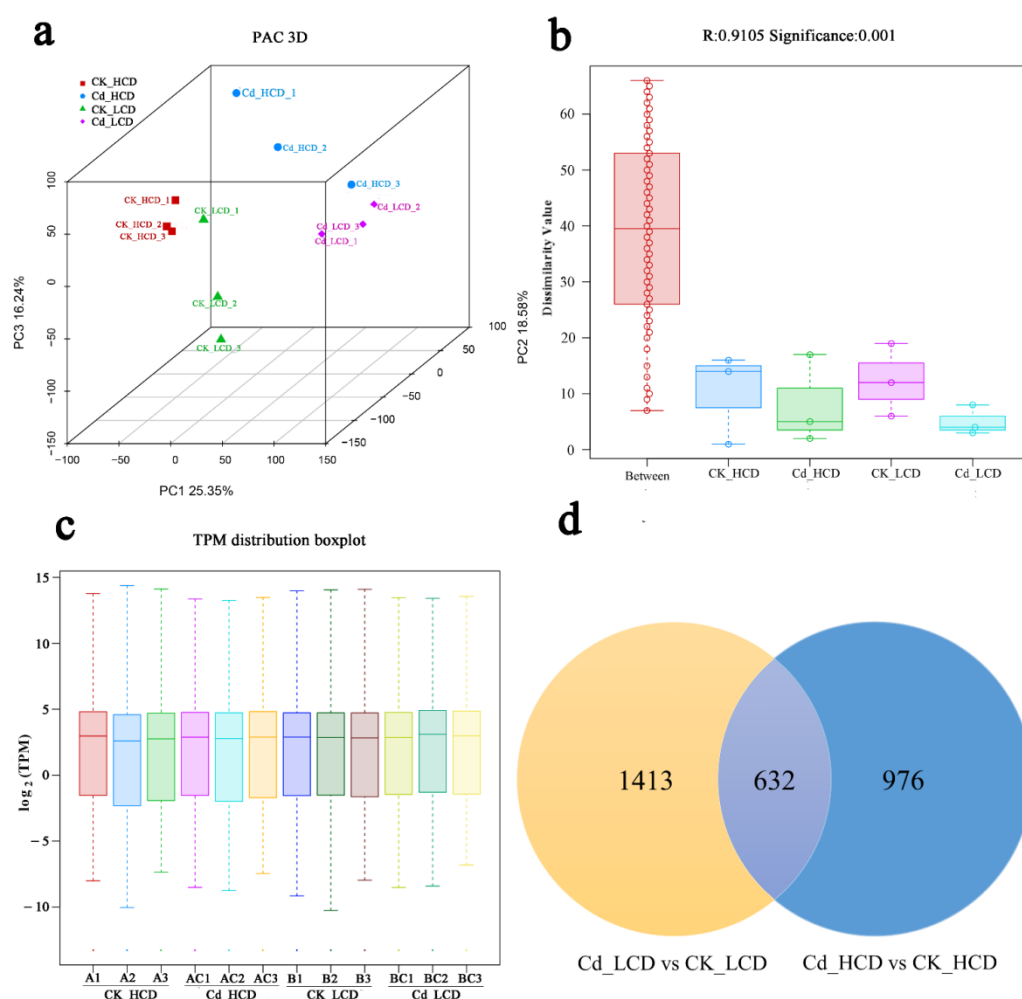 a
PAC 3D
CK_HCD
Cd_HCD
CK_LCD
Cd_LCD
Cd_HCD_1
Cd_HCD_2
Cd_HCD_3
CK_HCD_1
CK_HCD_2
CK_HCD_3
CK_LCD_1
CK_LCD_2
CK_LCD_3
Cd_LCD_2
Cd_LCD_3
Cd_LCD_1
100
50
0
−50
−100
−150
PC3 16.24%
−100 −50 0 50 100 150
PC1 25.35%
−150
−100
−50
0
50
100
PC2 18.58%
b
R:0.9105 Significance:0.001
Dissimilarity Value
60
50
40
30
20
10
0
Between CK_HCD Cd_HCD CK_LCD Cd_LCD
c
TPM distribution boxplot
log 2 (TPM)
15
10
5
0
−5
−10
A1 A2 A3 AC1 AC2 AC3 B1 B2 B3 BC1 BC2 BC3
CK_HCD Cd_HCD CK_LCD Cd_LCD
d
1413 632 976
Cd_LCD vs CK_LCD Cd_HCD vs CK_HCD